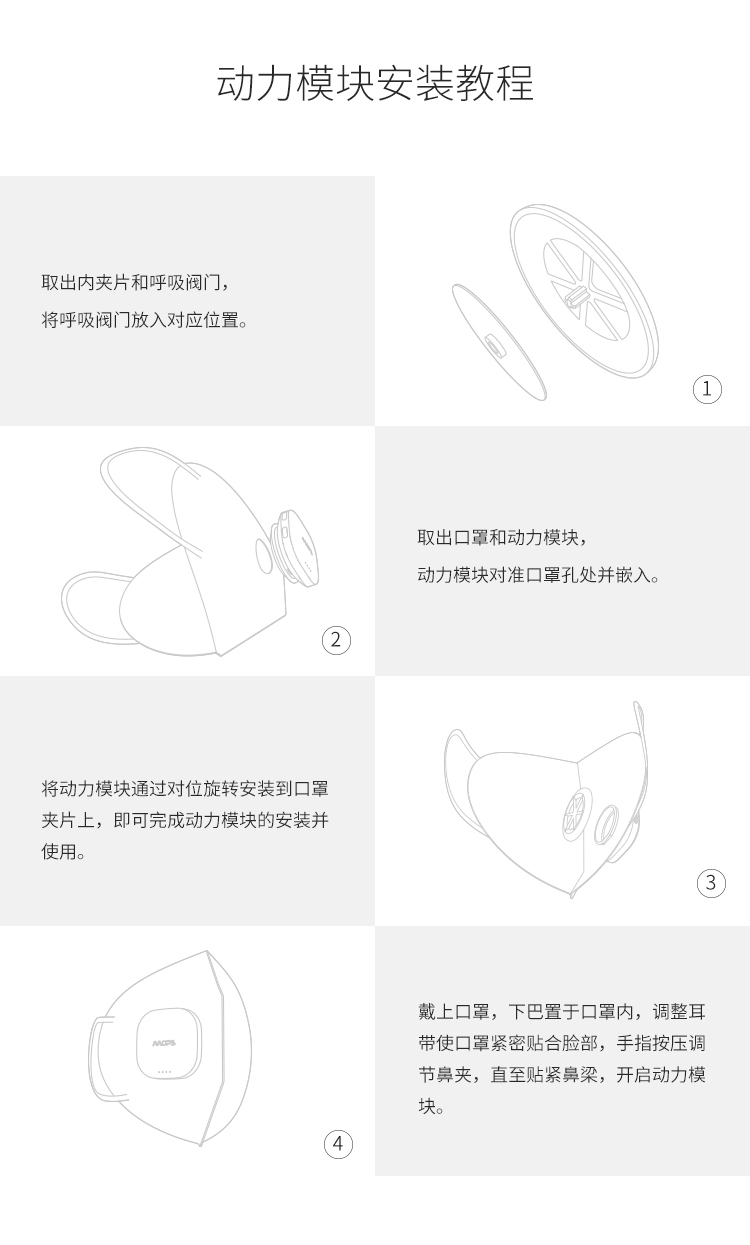 动力模块安装教程
取出内夹片和呼吸阀门，
将呼吸阀门放入对应位置。
1
2
取出口罩和动力模块，
动力模块对准口罩孔处并嵌入。
将动力模块通过对位旋转安装到口罩
夹片上，即可完成动力模块的安装并
使用。
3
4
戴上口罩，下巴置于口罩内，调整耳
带使口罩紧密贴合脸部，手指按压调
节鼻夹，直至贴紧鼻梁，开启动力模
块。